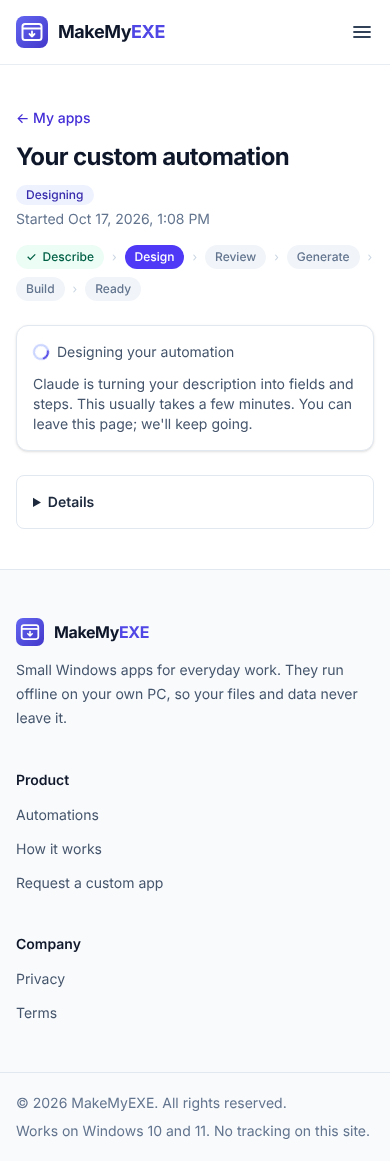 MakeMyEXE
← My apps
Your custom automation
Designing
Started Oct 17, 2026, 1:08 PM
✓ Describe › Design › Review › Generate ›
Build › Ready
Designing your automation
Claude is turning your description into fields and
steps. This usually takes a few minutes. You can
leave this page; we'll keep going.
▶ Details
MakeMyEXE
Small Windows apps for everyday work. They run
offline on your own PC, so your files and data never
leave it.
Product
Automations
How it works
Request a custom app
Company
Privacy
Terms
© 2026 MakeMyEXE. All rights reserved.
Works on Windows 10 and 11. No tracking on this site.